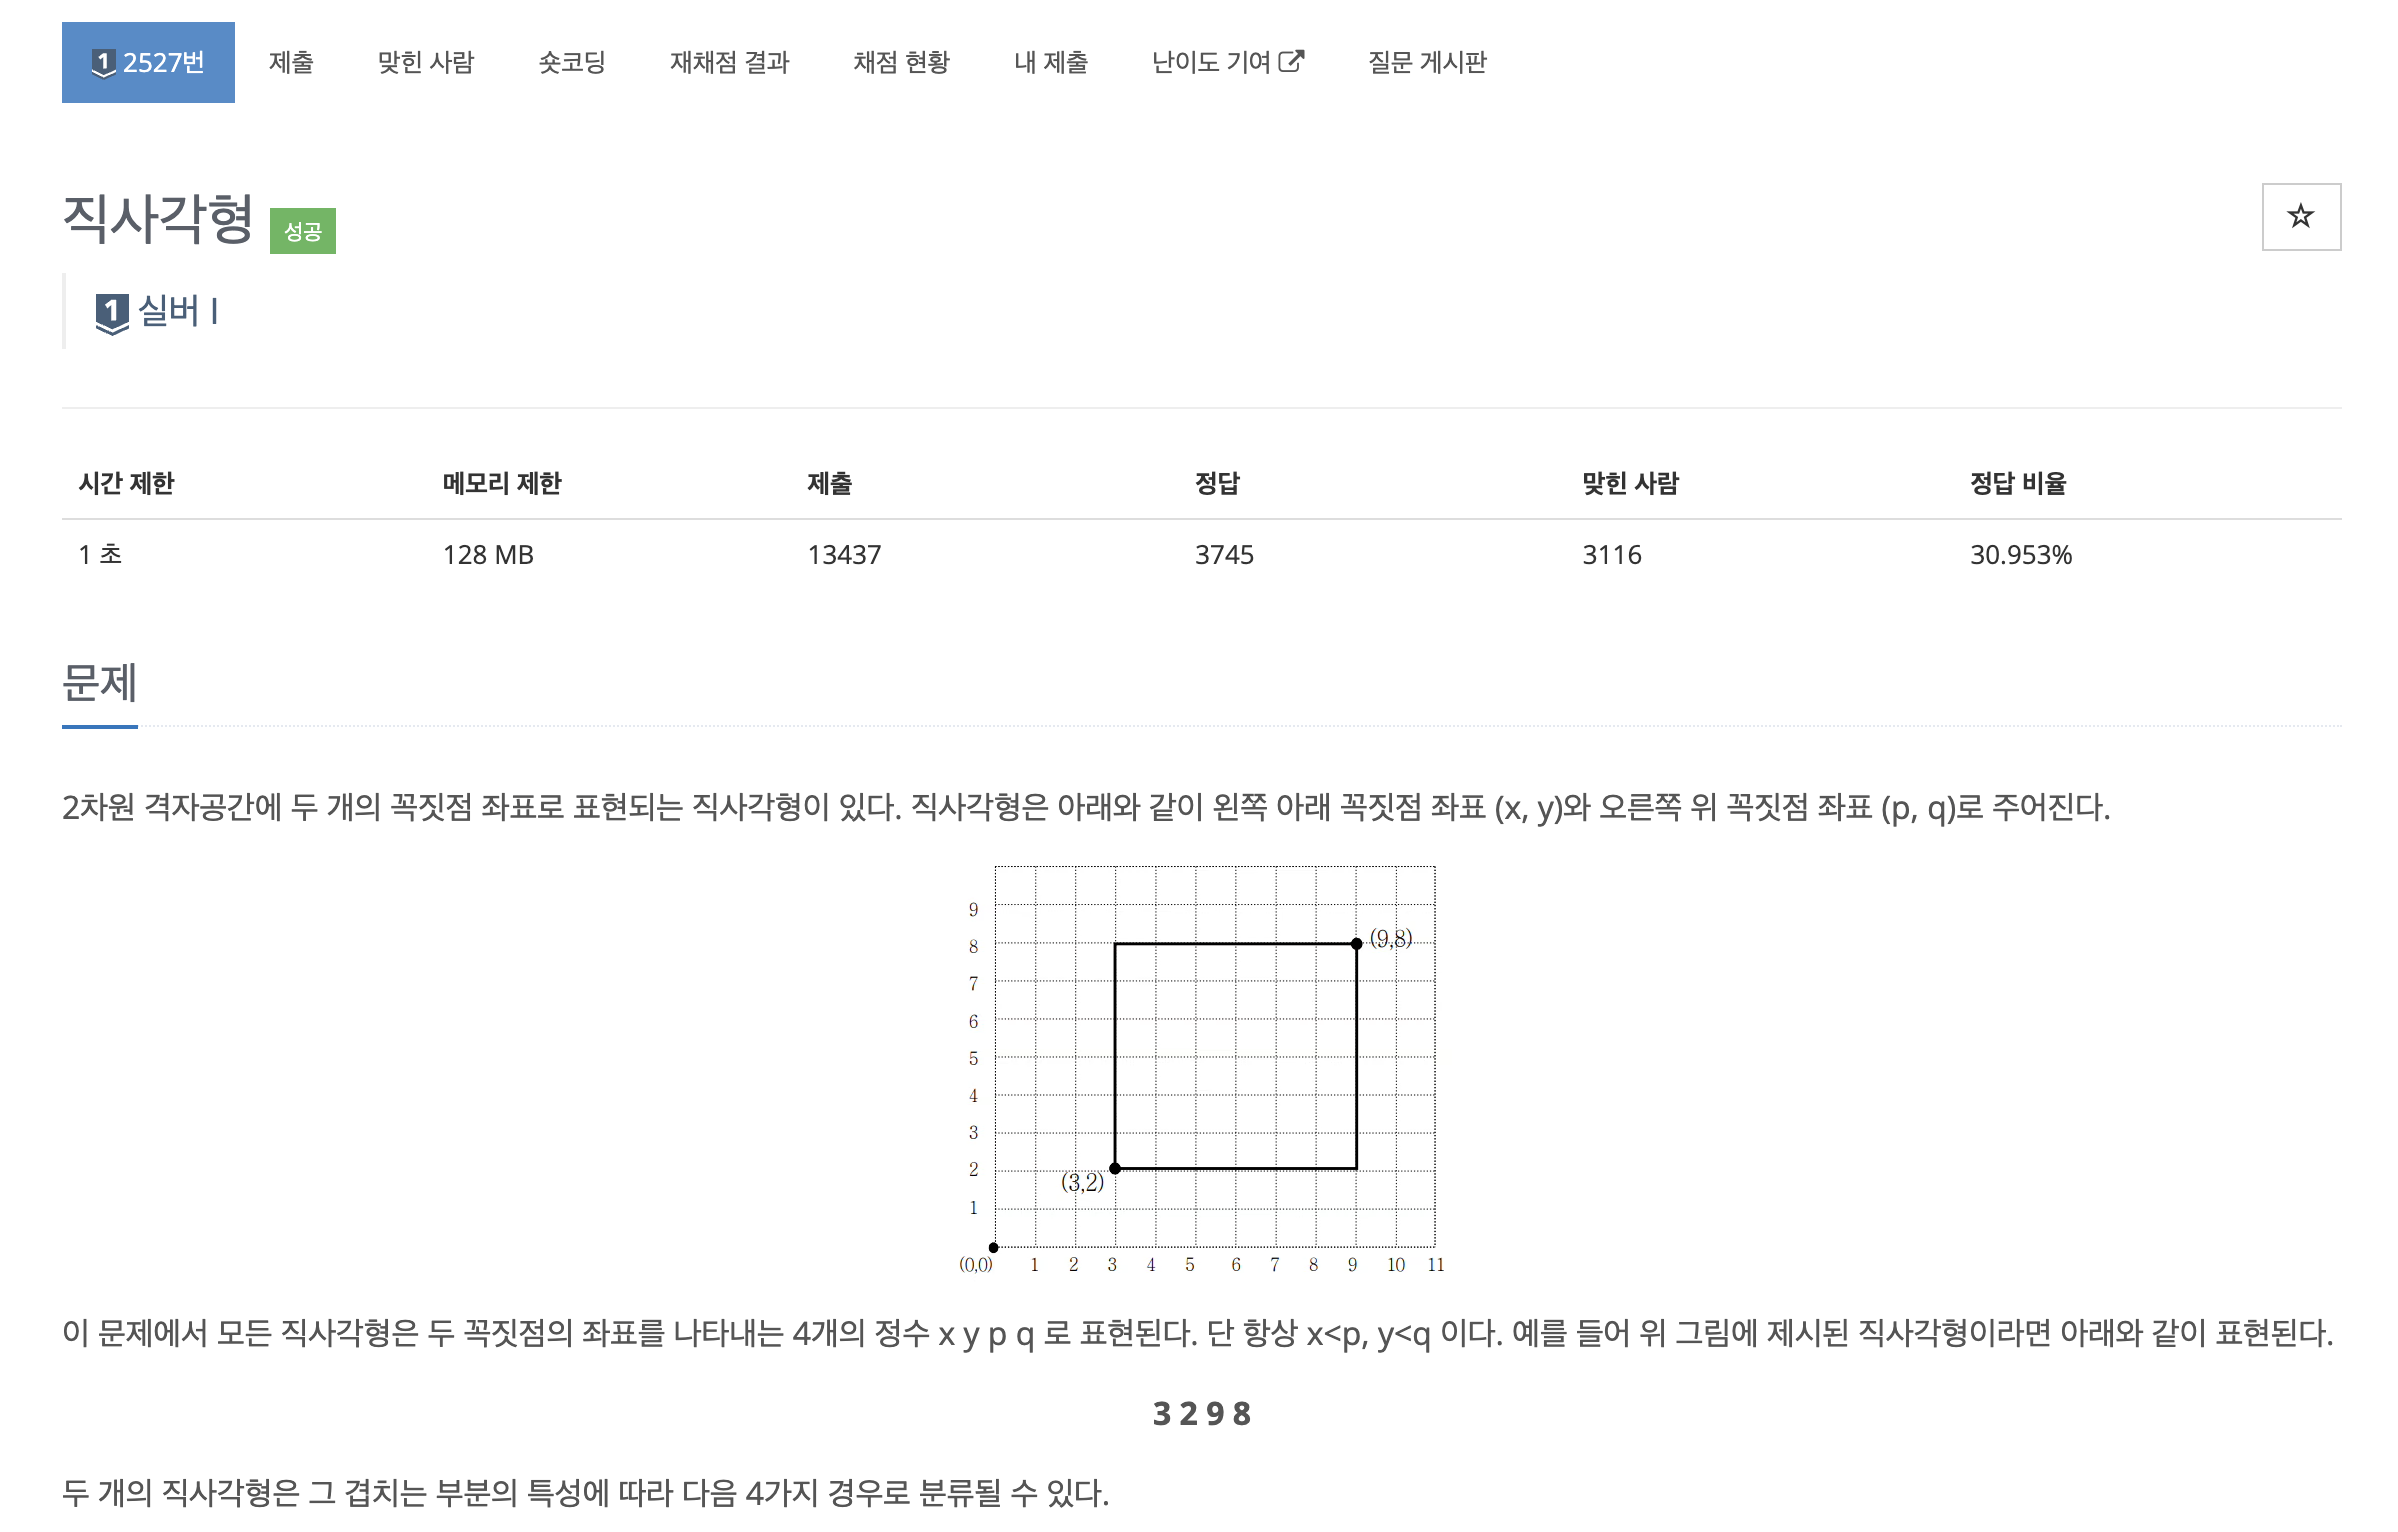 1 2527번 제출 맞힌 사람 숏코딩 재채점 결과 채점 현황 내 제출 난이도 기여 질문 게시판
직사각형 성공
1 실버 I
시간 제한 메모리 제한 제출 정답 맞힌 사람 정답 비율
1 초 128 MB 13437 3745 3116 30.953%
문제
2차원 격자공간에 두 개의 꼭짓점 좌표로 표현되는 직사각형이 있다. 직사각형은 아래와 같이 왼쪽 아래 꼭짓점 좌표 (x, y)와 오른쪽 위 꼭짓점 좌표 (p, q)로 주어진다.
9
(9,8)
8
7
6
5
4
3
2
(3,2)
1
(0,0) 1 2 3 4 5 6 7 8 9 10 11
이 문제에서 모든 직사각형은 두 꼭짓점의 좌표를 나타내는 4개의 정수 x y p q 로 표현된다. 단 항상 x<p, y<q 이다. 예를 들어 위 그림에 제시된 직사각형이라면 아래와 같이 표현된다.
3 2 9 8
두 개의 직사각형은 그 겹치는 부분의 특성에 따라 다음 4가지 경우로 분류될 수 있다.